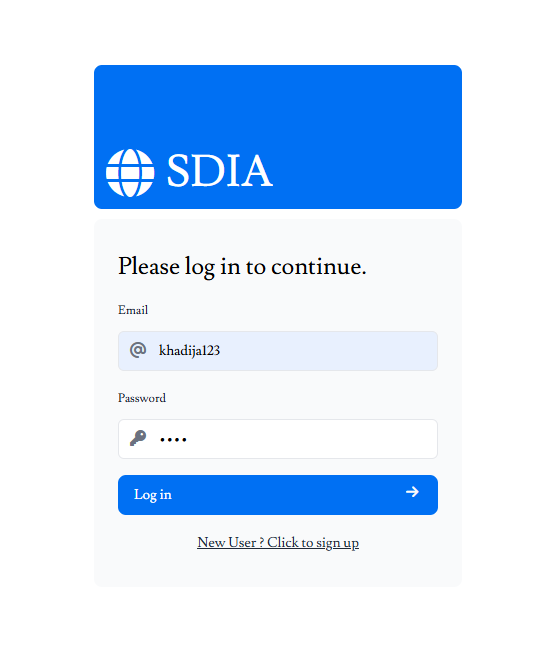 SDIA
Please log in to continue.
Email
@ khadija123
Password
••••
Log in →
New User ? Click to sign up